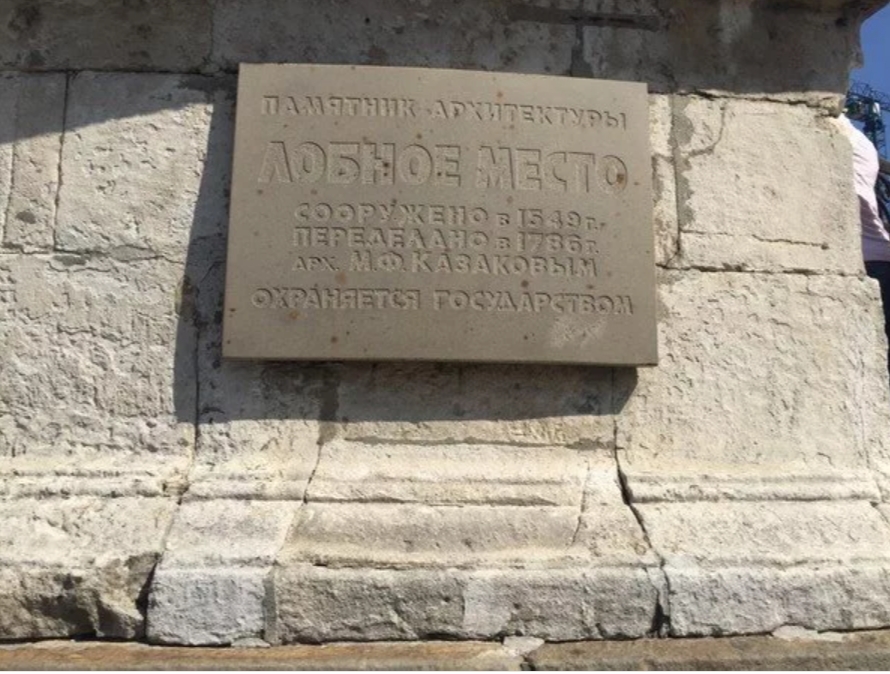 ПАМЯТНИК АРХИТЕКТУРЫ
ЛОБНОЕ МЕСТО
СООРУЖЕНО в 1549 г.
ПЕРЕДЕЛАНО в 1786 г.
АРХ. М.Ф. КАЗАКОВЫМ
ОХРАНЯЕТСЯ ГОСУДАРСТВОМ